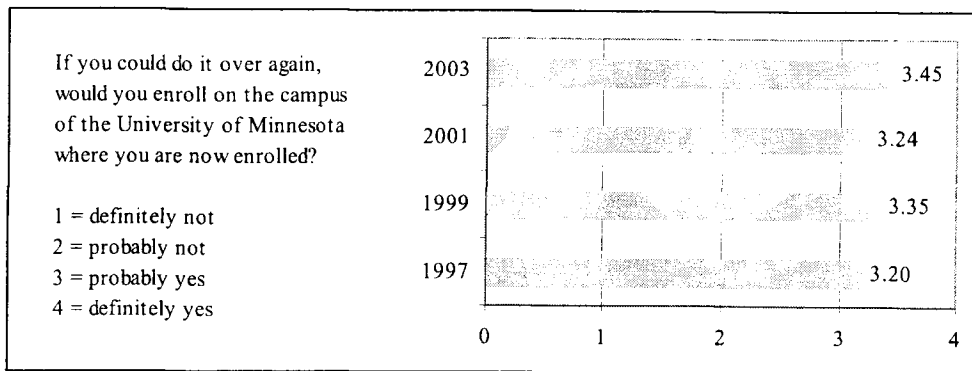 If you could do it over again,
would you enroll on the campus
of the University of Minnesota
where you are now enrolled?
1 = definitely not
2 = probably not
3 = probably yes
4 = definitely yes
2003 3.45
2001 3.24
1999 3.35
1997 3.20
0 1 2 3 4